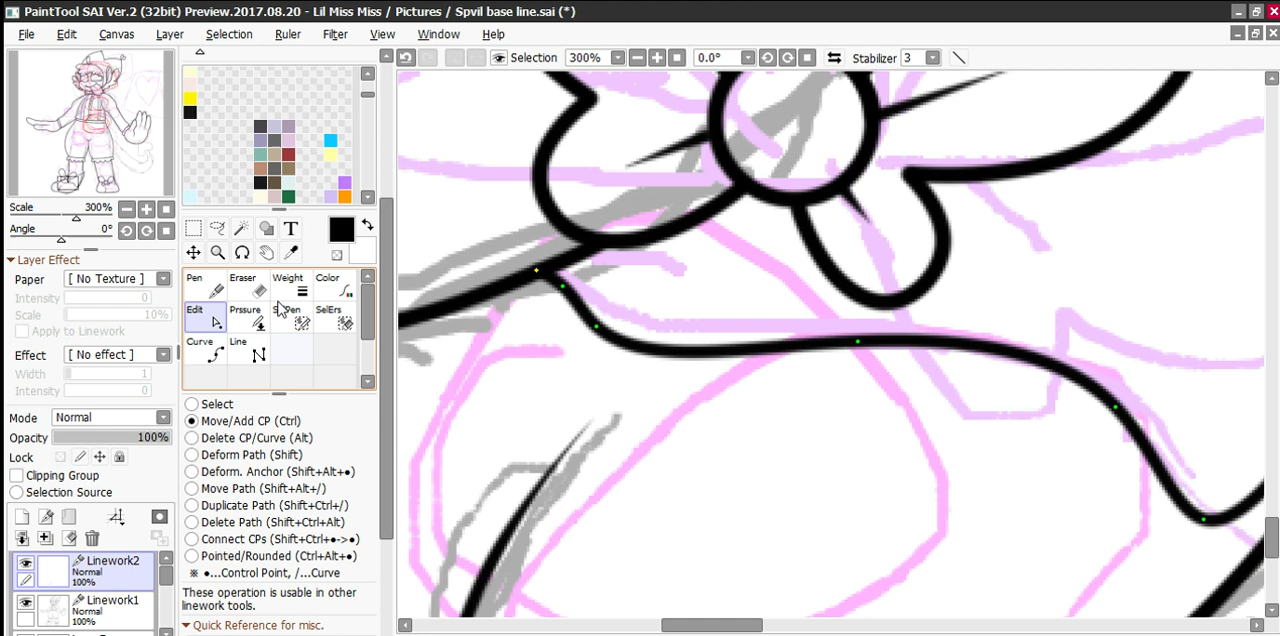 PaintTool SAI Ver.2 (32bit) Preview.2017.08.20 - Lil Miss Miss / Pictures / Spvil base line.sai (*)
File Edit Canvas Layer Selection Ruler Filter View Window Help
Selection 300% 0.0° Stabilizer 3
Scale 300%
Angle 0°
Layer Effect
Paper [ No Texture ]
Intensity 0
Scale 10%
Apply to Linework
Effect [ No effect ]
Width 1
Intensity 0
Mode Normal
Opacity 100%
Lock
Clipping Group
Selection Source
Linework2
Normal
100%
Linework1
Normal
100%
T
Pen Eraser Weight Color
Edit Prssure SelErs
Curve Line
Select
Move/Add CP (Ctrl)
Delete CP/Curve (Alt)
Deform Path (Shift)
Deform. Anchor (Shift+Alt+●)
Move Path (Shift+Alt+/)
Duplicate Path (Shift+Ctrl+/)
Delete Path (Shift+Ctrl+Alt)
Connect CPs (Shift+Ctrl+●->●)
Pointed/Rounded (Ctrl+Alt+●)
※ ●...Control Point, /...Curve
These operation is usable in other
linework tools.
Quick Reference for misc.